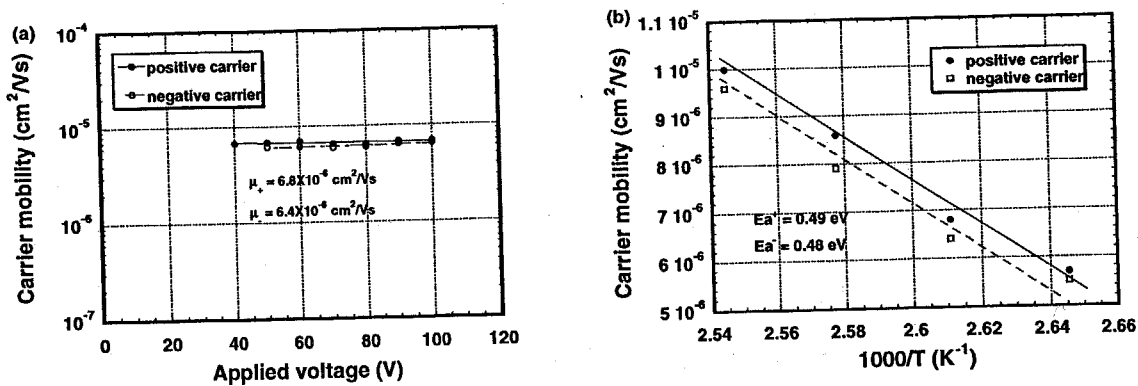 (a)
10^-4
10^-5
10^-6
10^-7
Carrier mobility (cm^2/Vs)
positive carrier
negative carrier
μ+ = 6.8X10^-6 cm^2/Vs
μ- = 6.4X10^-6 cm^2/Vs
0 20 40 60 80 100 120
Applied voltage (V)
(b)
1.1 10^-5
1 10^-5
9 10^-6
8 10^-6
7 10^-6
6 10^-6
5 10^-6
Carrier mobility (cm^2/Vs)
positive carrier
negative carrier
Ea+ = 0.49 eV
Ea- = 0.48 eV
2.54 2.56 2.58 2.6 2.62 2.64 2.66
1000/T (K^-1)